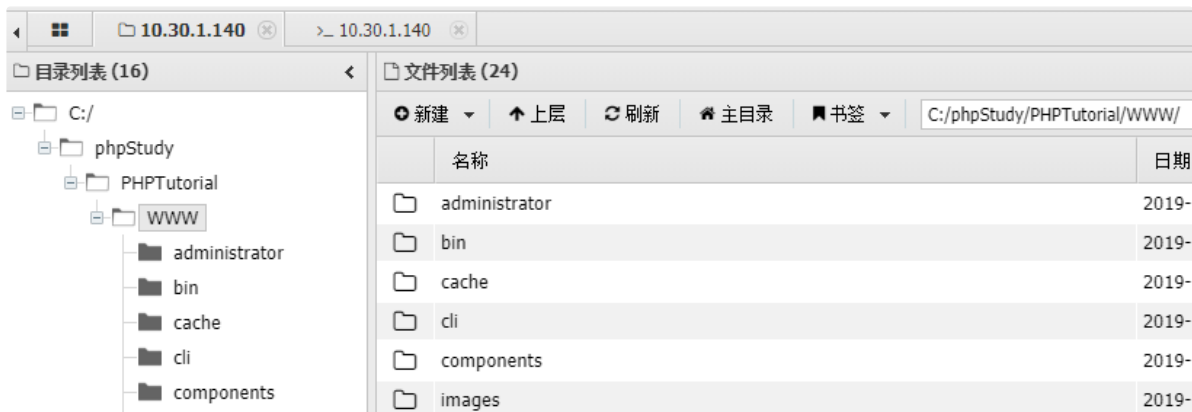 10.30.1.140 >_ 10.30.1.140
目录列表 (16)
文件列表 (24)
新建 上层 刷新 主目录 书签 C:/phpStudy/PHPTutorial/WWW/
C:/
phpStudy
PHPTutorial
WWW
administrator
bin
cache
cli
components
名称 日期
administrator 2019-
bin 2019-
cache 2019-
cli 2019-
components 2019-
images 2019-